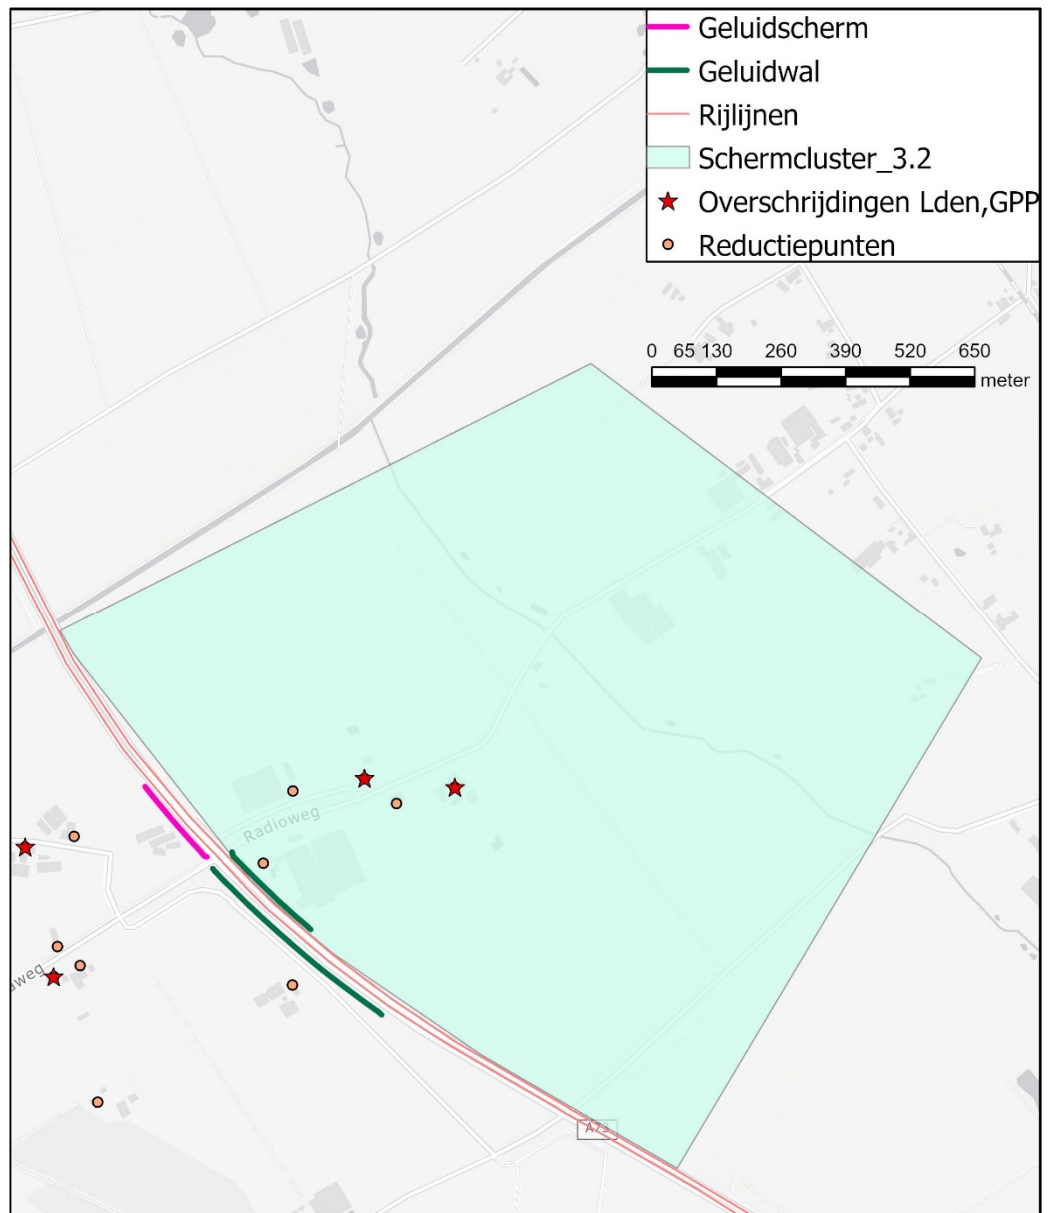 Geluidscherm
Geluidwal
Rijlijnen
Schermcluster_3.2
Overschrijdingen Lden,GPP
Reductiepunten
0 65 130 260 390 520 650
meter
Radioweg
A73